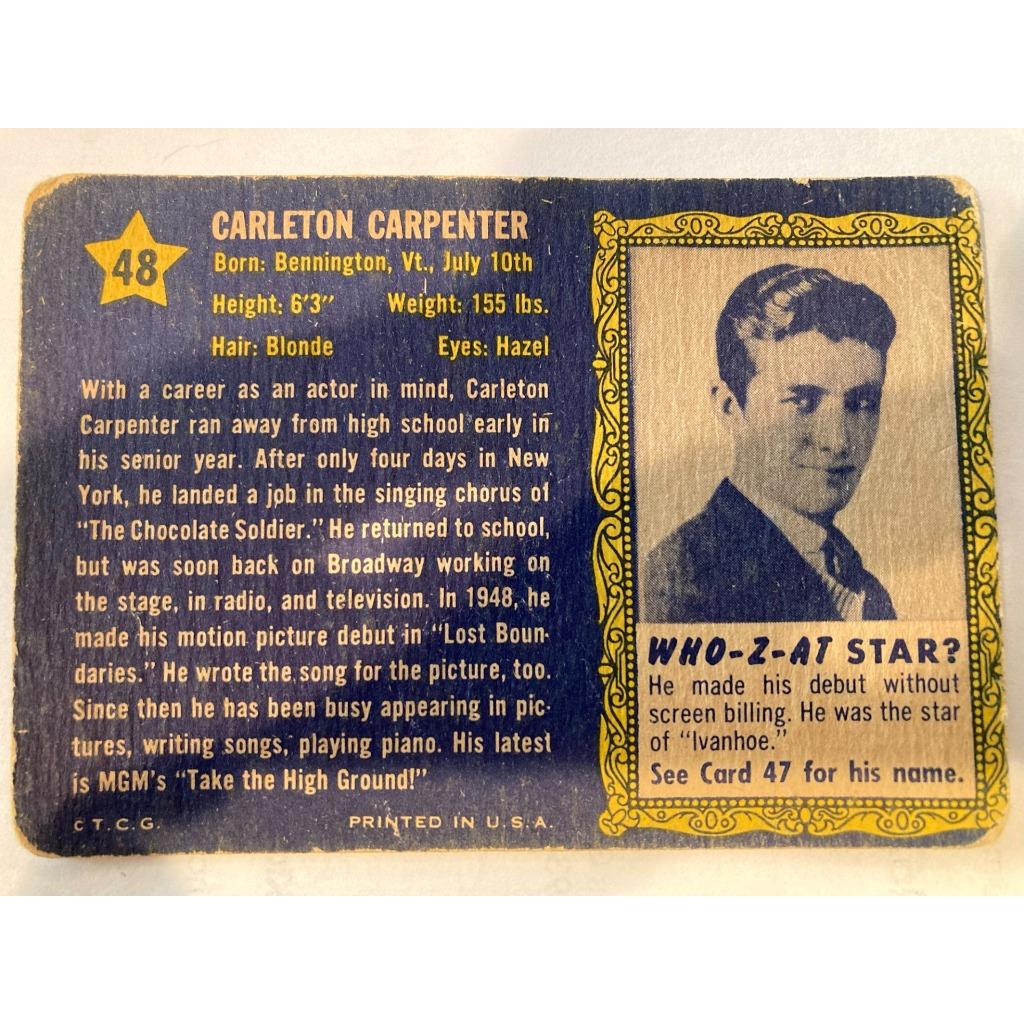 48
CARLETON CARPENTER
Born: Bennington, Vt., July 10th
Height: 6'3" Weight: 155 lbs.
Hair: Blonde Eyes: Hazel
With a career as an actor in mind, Carleton
Carpenter ran away from high school early in
his senior year. After only four days in New
York, he landed a job in the singing chorus of
"The Chocolate Soldier." He returned to school,
but was soon back on Broadway working on
the stage, in radio, and television. In 1948, he
made his motion picture debut in "Lost Boun-
daries." He wrote the song for the picture, too.
Since then he has been busy appearing in pic-
tures, writing songs, playing piano. His latest
is MGM's "Take the High Ground!"
© T.C.G. PRINTED IN U.S.A.
WHO-Z-AT STAR?
He made his debut without
screen billing. He was the star
of "Ivanhoe."
See Card 47 for his name.